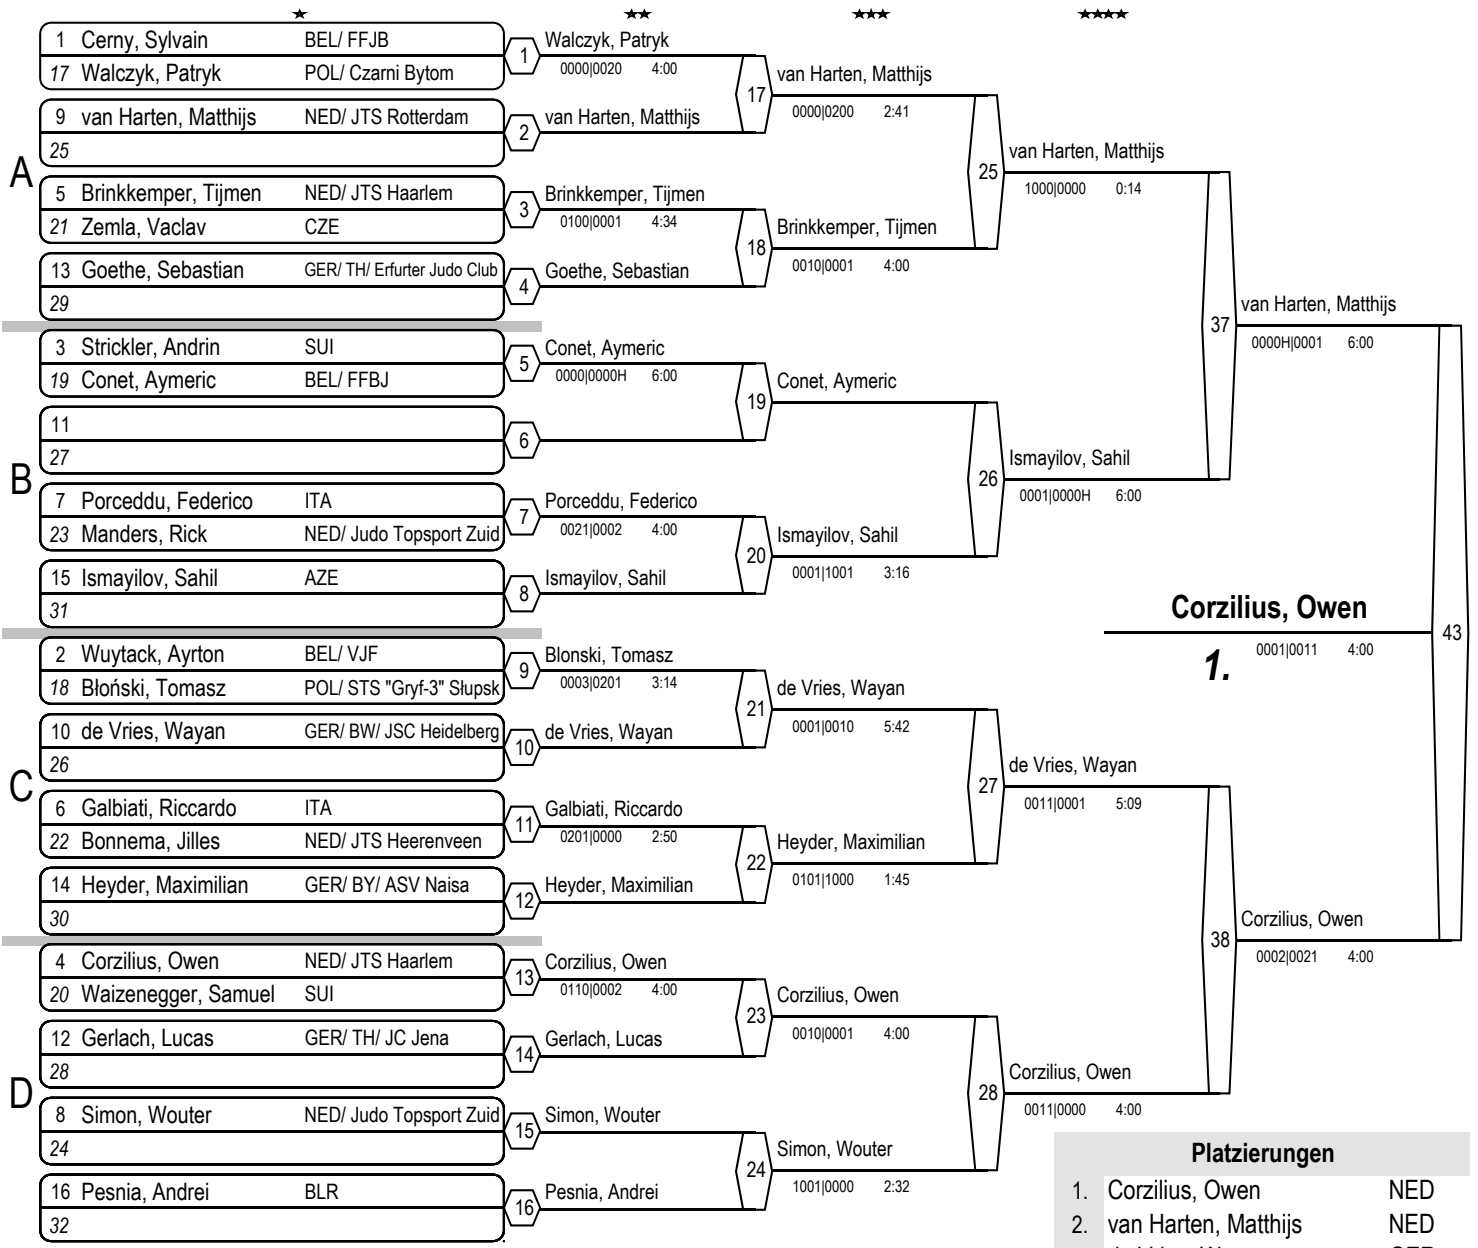 ★ ★★ ★★★ ★★★★
A
1 Cerny, Sylvain BEL/ FFJB
17 Walczyk, Patryk POL/ Czarni Bytom
9 van Harten, Matthijs NED/ JTS Rotterdam
25
5 Brinkkemper, Tijmen NED/ JTS Haarlem
21 Zemla, Vaclav CZE
13 Goethe, Sebastian GER/ TH/ Erfurter Judo Club
29
B
3 Strickler, Andrin SUI
19 Conet, Aymeric BEL/ FFBJ
11
27
7 Porceddu, Federico ITA
23 Manders, Rick NED/ Judo Topsport Zuid
15 Ismayilov, Sahil AZE
31
C
2 Wuytack, Ayrton BEL/ VJF
18 Błoński, Tomasz POL/ STS "Gryf-3" Słupsk
10 de Vries, Wayan GER/ BW/ JSC Heidelberg
26
6 Galbiati, Riccardo ITA
22 Bonnema, Jilles NED/ JTS Heerenveen
14 Heyder, Maximilian GER/ BY/ ASV Naisa
30
D
4 Corzilius, Owen NED/ JTS Haarlem
20 Waizenegger, Samuel SUI
12 Gerlach, Lucas GER/ TH/ JC Jena
28
8 Simon, Wouter NED/ Judo Topsport Zuid
24
16 Pesnia, Andrei BLR
32
1 Walczyk, Patryk
0000|0020 4:00
2 van Harten, Matthijs
3 Brinkkemper, Tijmen
0100|0001 4:34
4 Goethe, Sebastian
5 Conet, Aymeric
0000|0000H 6:00
6
7 Porceddu, Federico
0021|0002 4:00
8 Ismayilov, Sahil
9 Blonski, Tomasz
0003|0201 3:14
10 de Vries, Wayan
11 Galbiati, Riccardo
0201|0000 2:50
12 Heyder, Maximilian
13 Corzilius, Owen
0110|0002 4:00
14 Gerlach, Lucas
15 Simon, Wouter
16 Pesnia, Andrei
17 van Harten, Matthijs
0000|0200 2:41
18 Brinkkemper, Tijmen
0010|0001 4:00
19 Conet, Aymeric
20 Ismayilov, Sahil
0001|1001 3:16
21 de Vries, Wayan
0001|0010 5:42
22 Heyder, Maximilian
0101|1000 1:45
23 Corzilius, Owen
0010|0001 4:00
24 Simon, Wouter
1001|0000 2:32
25 van Harten, Matthijs
1000|0000 0:14
26 Ismayilov, Sahil
0001|0000H 6:00
27 de Vries, Wayan
0011|0001 5:09
28 Corzilius, Owen
0011|0000 4:00
37 van Harten, Matthijs
0000H|0001 6:00
38 Corzilius, Owen
0002|0021 4:00
43
Corzilius, Owen
1. 0001|0011 4:00
Platzierungen
1. Corzilius, Owen NED
2. van Harten, Matthijs NED